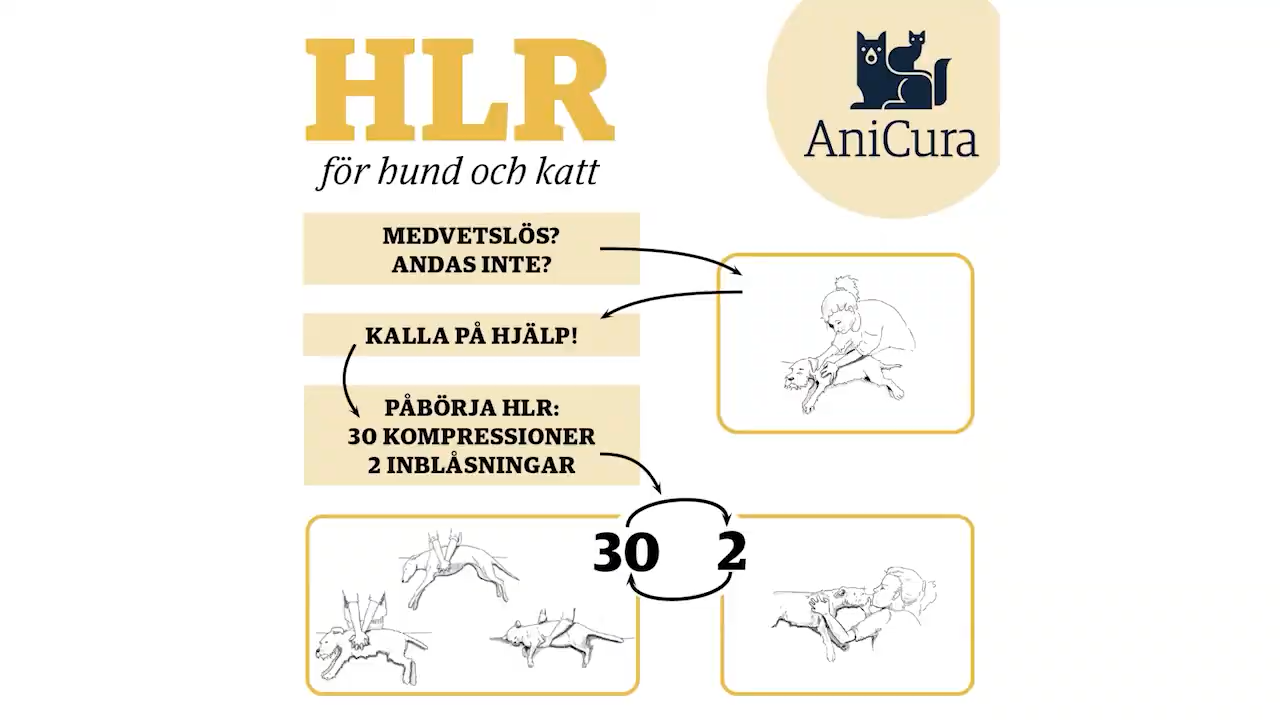 HLR
för hund och katt
AniCura
MEDVETSLÖS?
ANDAS INTE?
KALLA PÅ HJÄLP!
PÅBÖRJA HLR:
30 KOMPRESSIONER
2 INBLÅSNINGAR
30 2